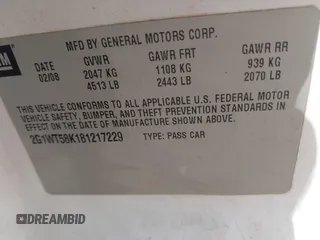 GM
MFD BY GENERAL MOTORS CORP.
DATE GVWR GAWR FRT GAWR RR
02/08 2047 KG 1108 KG 939 KG
4513 LB 2443 LB 2070 LB
THIS VEHICLE CONFORMS TO ALL APPLICABLE U.S. FEDERAL MOTOR
VEHICLE SAFETY, BUMPER, AND THEFT PREVENTION STANDARDS IN
EFFECT ON THE DATE OF MANUFACTURE SHOWN ABOVE.
2G1WT58K181217229 TYPE: PASS CAR
DREAMBID